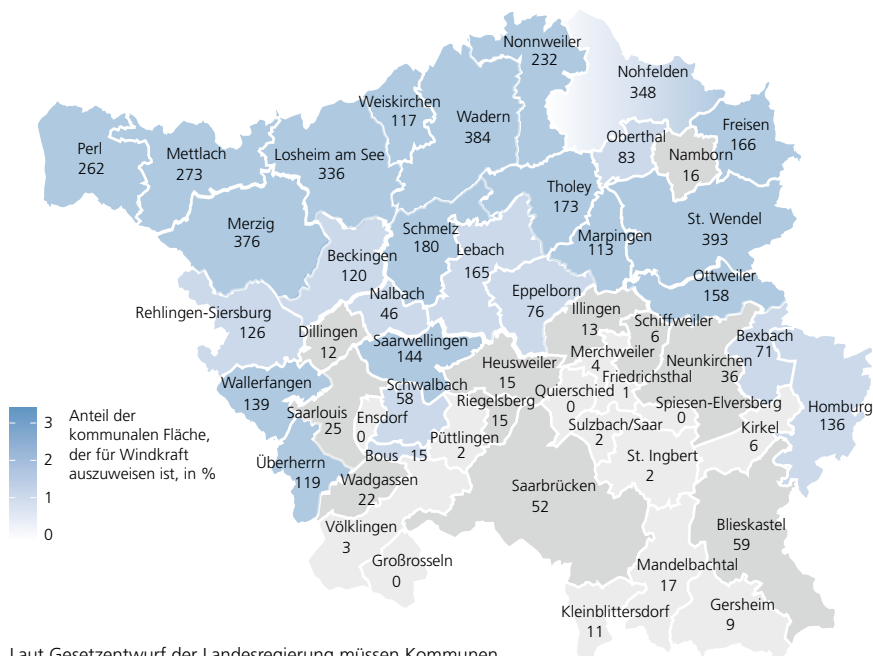 Nonnweiler
232
Nohfelden
348
Weiskirchen
117
Wadern
384
Freisen
166
Oberthal
83
Namborn
16
Perl
262
Mettlach
273
Losheim am See
336
Tholey
173
St. Wendel
393
Merzig
376
Schmelz
180
Lebach
165
Marpingen
113
Beckingen
120
Ottweiler
158
Nalbach
46
Eppelborn
76
Rehlingen-Siersburg
126
Illingen
13
Schiffweiler
6
Dillingen
12
Saarwellingen
144
Bexbach
71
Merchweiler
4
Neunkirchen
36
Heusweiler
15
Friedrichsthal
1
Wallerfangen
139
Schwalbach
58
Quierschied
0
Riegelsberg
15
Spiesen-Elversberg
0
Homburg
136
Saarlouis
25
Ensdorf
0
Sulzbach/Saar
2
Kirkel
6
Püttlingen
2
Bous 15
St. Ingbert
2
Überherrn
119
Wadgassen
22
Saarbrücken
52
Völklingen
3
Blieskastel
59
Großrosseln
0
Mandelbachtal
17
Kleinblittersdorf
11
Gersheim
9
3
2
1
0
Anteil der
kommunalen Fläche,
der für Windkraft
auszuweisen ist, in %
Laut Gesetzentwurf der Landesregierung müssen Kommunen